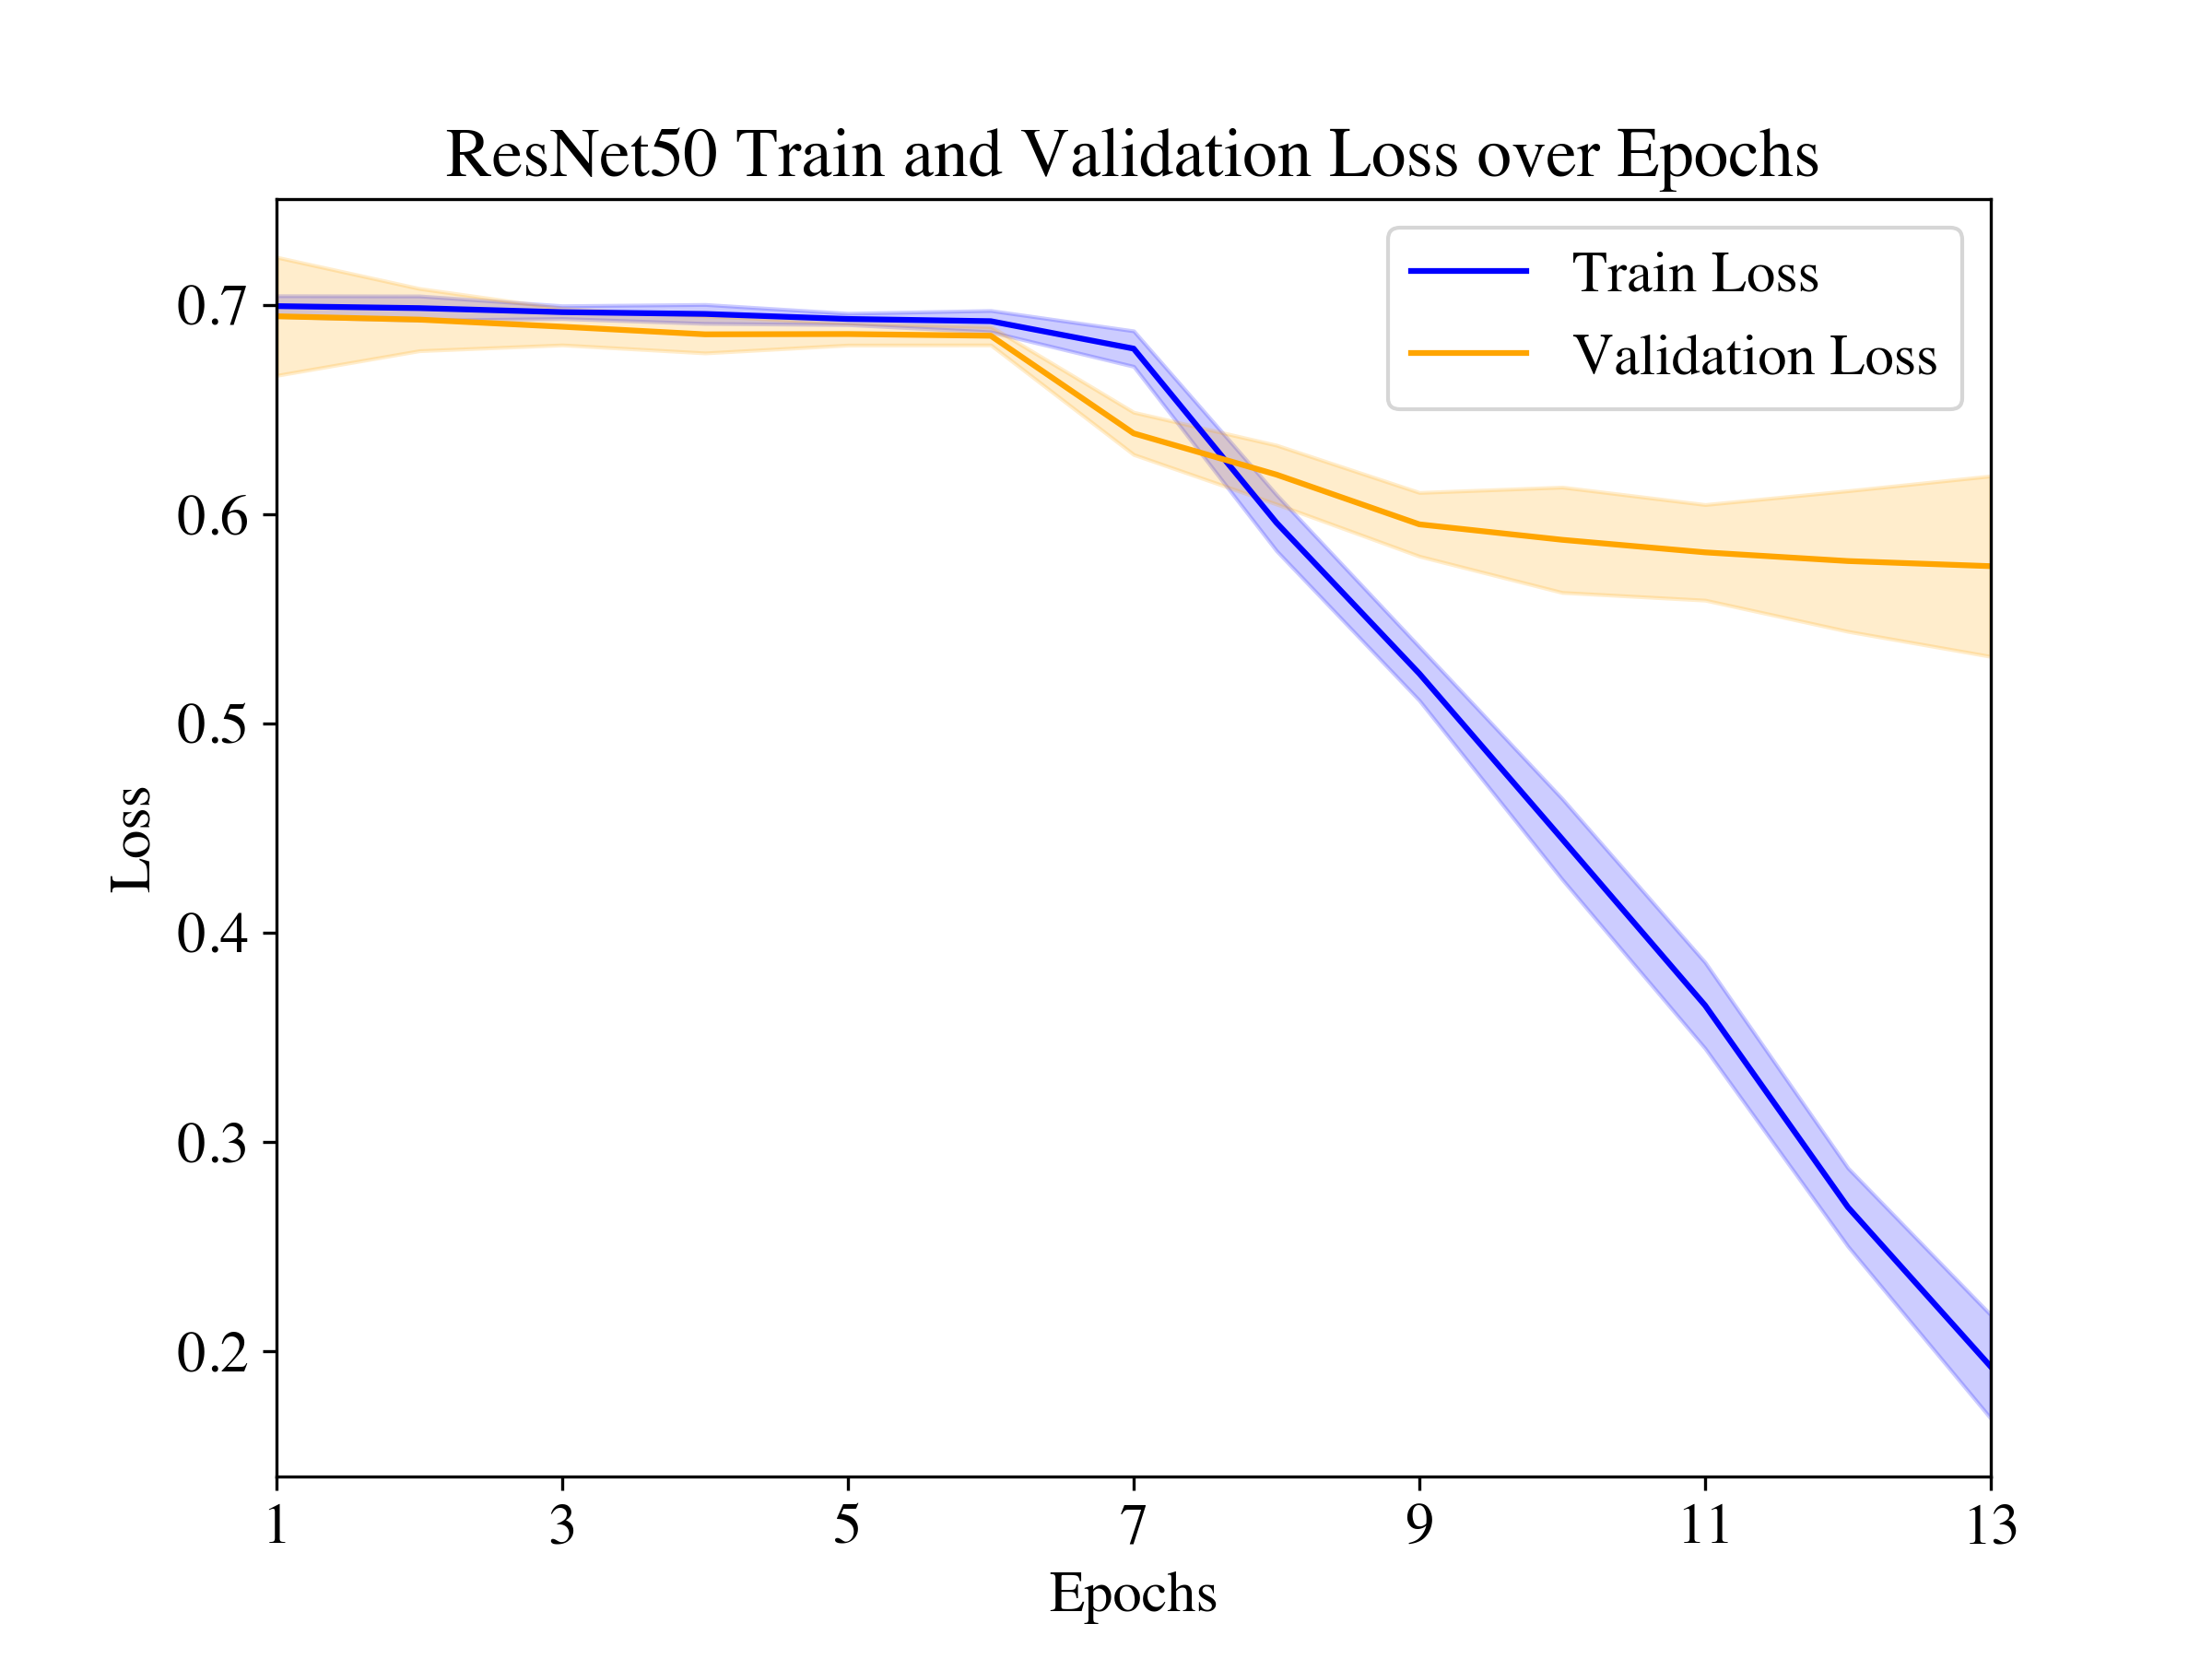 ResNet50 Train and Validation Loss over Epochs
Train Loss
Validation Loss
0.7
0.6
0.5
0.4
0.3
0.2
Loss
1 3 5 7 9 11 13
Epochs